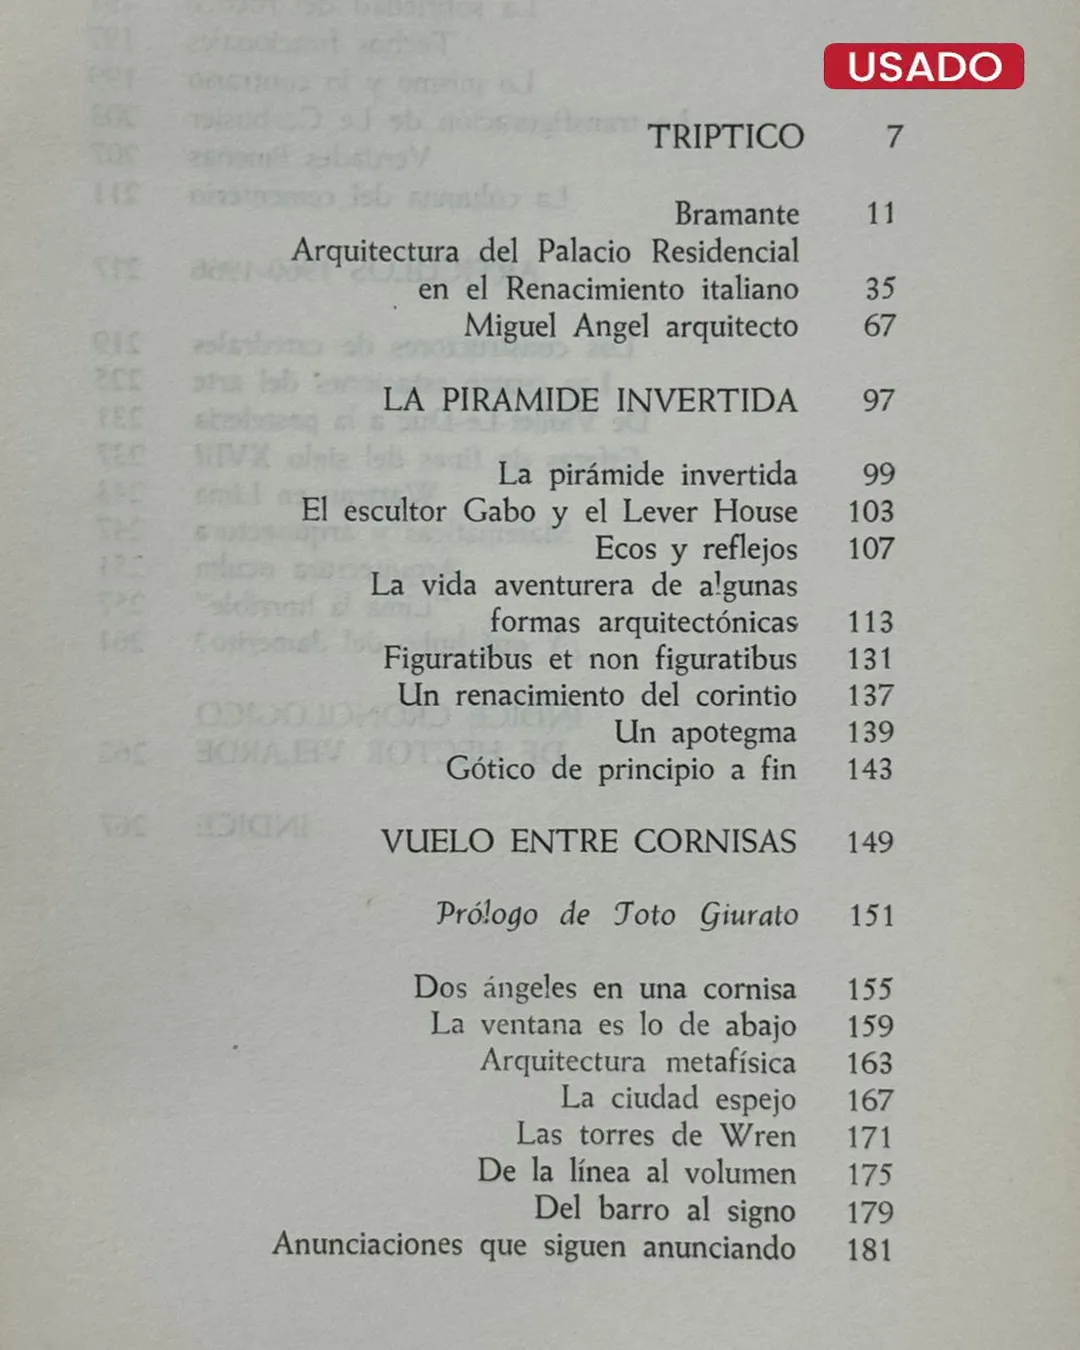 USADO
TRIPTICO 7
Bramante 11
Arquitectura del Palacio Residencial
en el Renacimiento italiano 35
Miguel Angel arquitecto 67
LA PIRAMIDE INVERTIDA 97
La pirámide invertida 99
El escultor Gabo y el Lever House 103
Ecos y reflejos 107
La vida aventurera de algunas
formas arquitectónicas 113
Figuratibus et non figuratibus 131
Un renacimiento del corintio 137
Un apotegma 139
Gótico de principio a fin 143
VUELO ENTRE CORNISAS 149
Prólogo de Toto Giurato 151
Dos ángeles en una cornisa 155
La ventana es lo de abajo 159
Arquitectura metafísica 163
La ciudad espejo 167
Las torres de Wren 171
De la línea al volumen 175
Del barro al signo 179
Anunciaciones que siguen anunciando 181